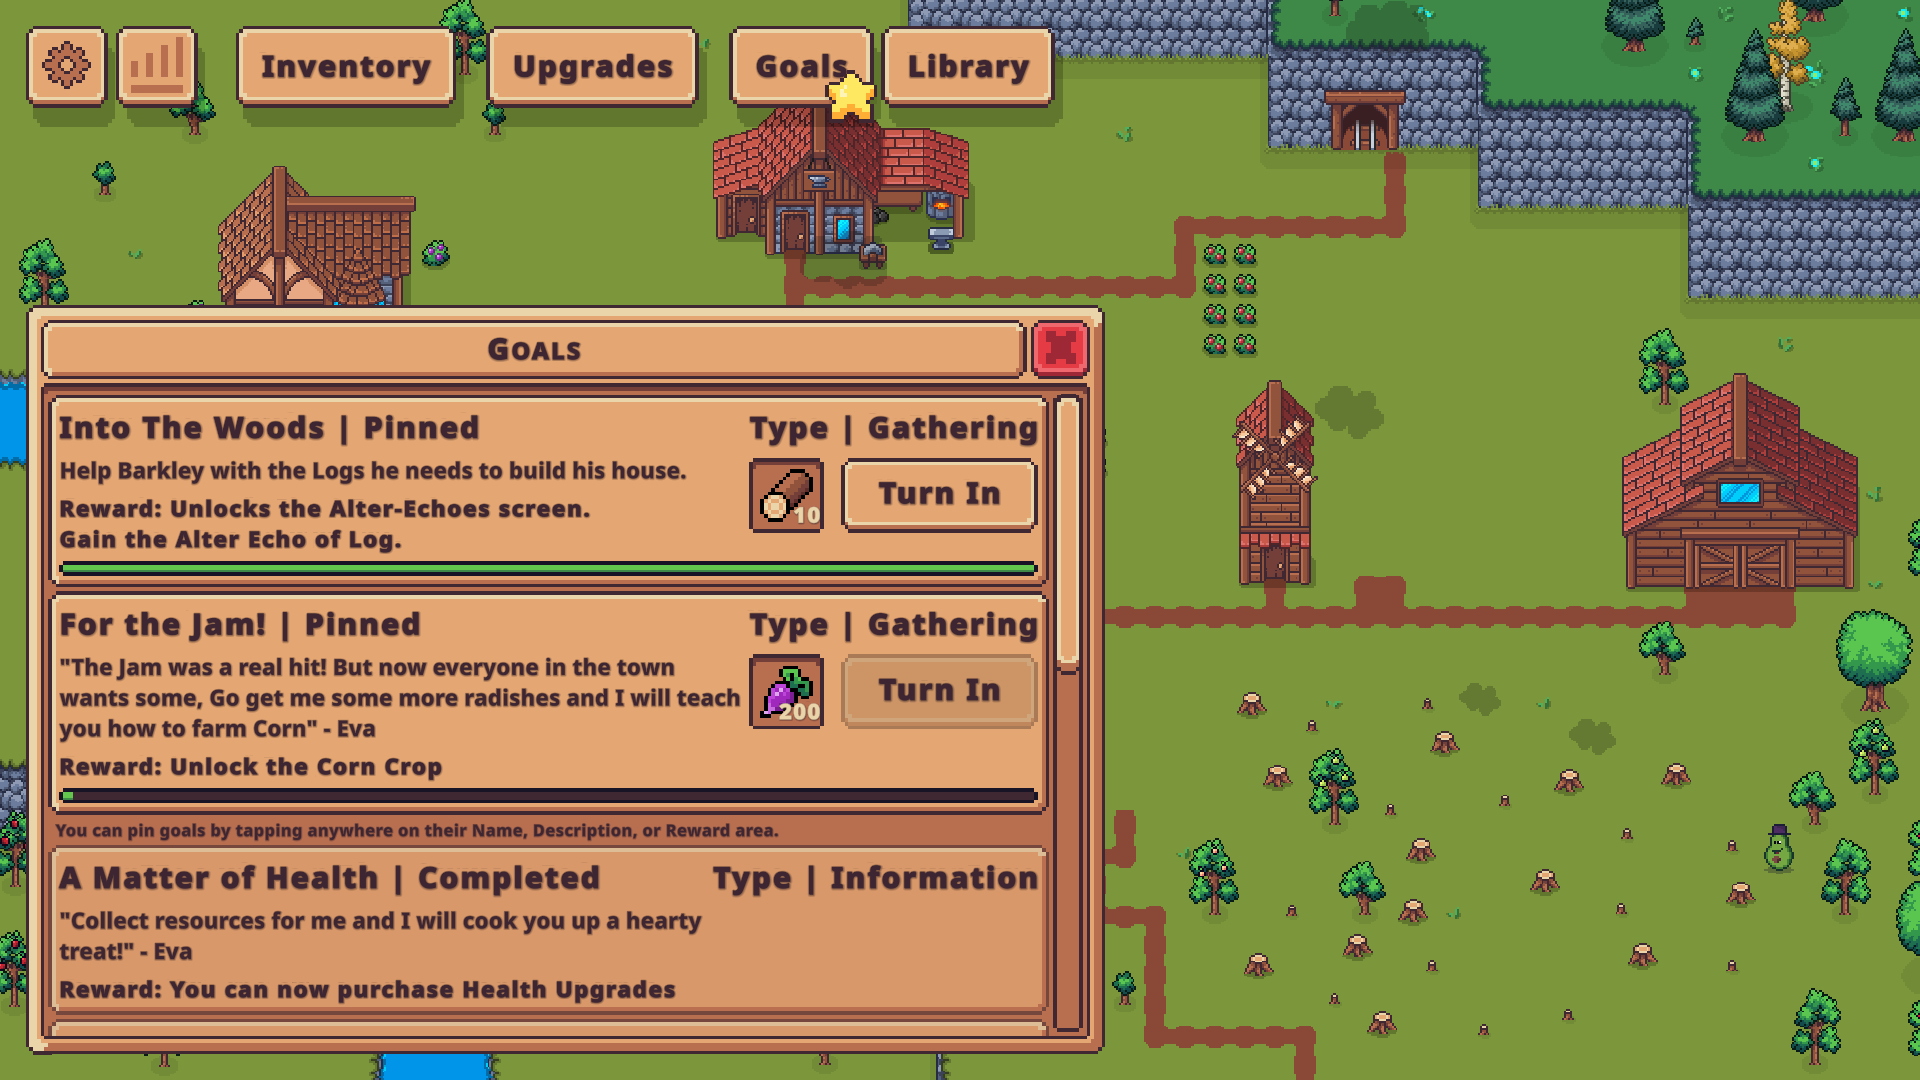 Inventory
Upgrades
Goals
Library
Goals
Into The Woods | Pinned
Type | Gathering
Help Barkley with the Logs he needs to build his house.
10
Turn In
Reward: Unlocks the Alter-Echoes screen.
Gain the Alter Echo of Log.
For the Jam! | Pinned
Type | Gathering
"The Jam was a real hit! But now everyone in the town
wants some, Go get me some more radishes and I will teach
you how to farm Corn" - Eva
200
Turn In
Reward: Unlock the Corn Crop
You can pin goals by tapping anywhere on their Name, Description, or Reward area.
A Matter of Health | Completed
Type | Information
"Collect resources for me and I will cook you up a hearty
treat!" - Eva
Reward: You can now purchase Health Upgrades